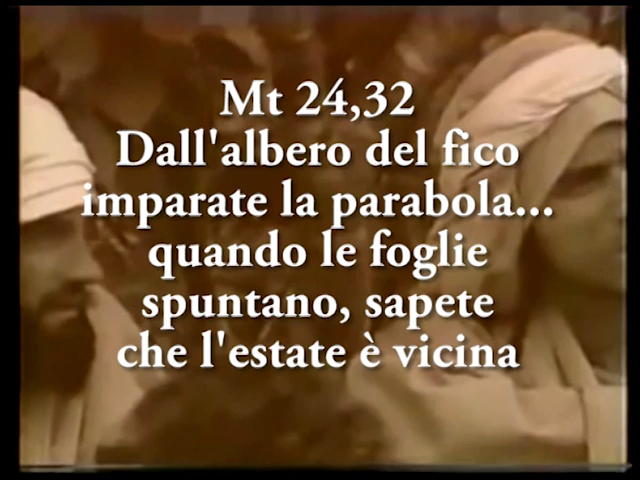 Mt 24,32
Dall'albero del fico
imparate la parabola...
quando le foglie
spuntano, sapete
che l'estate è vicina